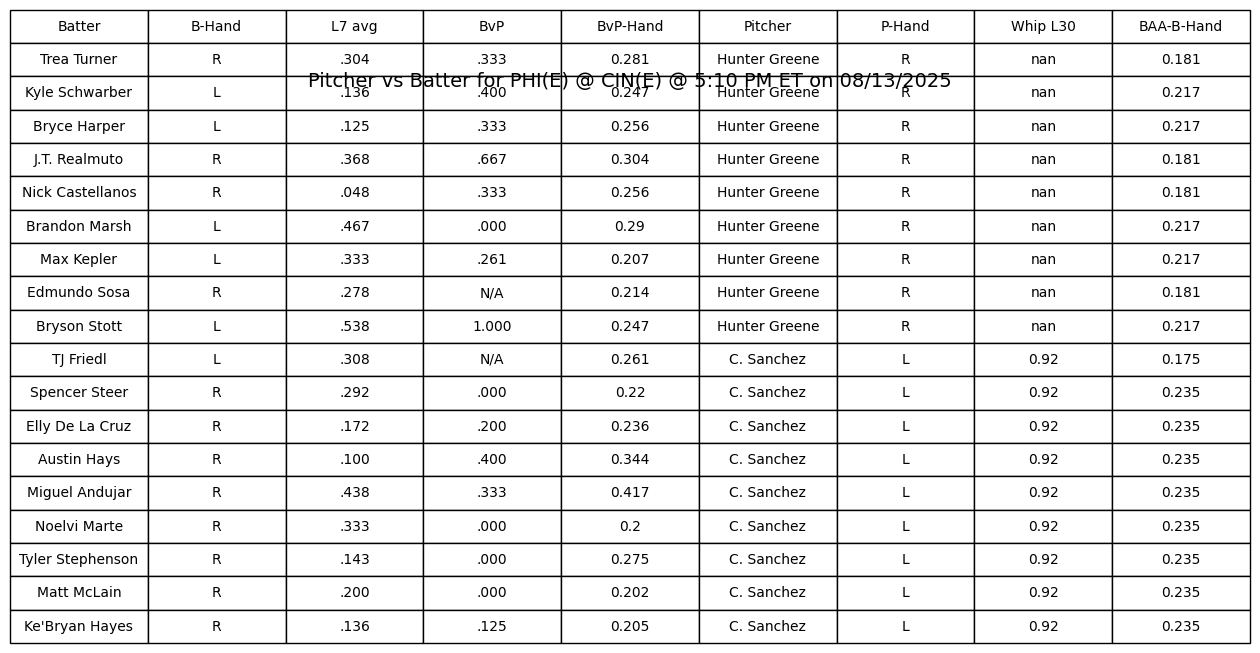 Batter B-Hand L7 avg BvP BvP-Hand Pitcher P-Hand Whip L30 BAA-B-Hand
Trea Turner R .304 .333 0.281 Hunter Greene R nan 0.181
Pitcher vs Batter for PHI(E) @ CIN(E) @ 5:10 PM ET on 08/13/2025
Kyle Schwarber L .136 .400 0.247 Hunter Greene R nan 0.217
Bryce Harper L .125 .333 0.256 Hunter Greene R nan 0.217
J.T. Realmuto R .368 .667 0.304 Hunter Greene R nan 0.181
Nick Castellanos R .048 .333 0.256 Hunter Greene R nan 0.181
Brandon Marsh L .467 .000 0.29 Hunter Greene R nan 0.217
Max Kepler L .333 .261 0.207 Hunter Greene R nan 0.217
Edmundo Sosa R .278 N/A 0.214 Hunter Greene R nan 0.181
Bryson Stott L .538 1.000 0.247 Hunter Greene R nan 0.217
TJ Friedl L .308 N/A 0.261 C. Sanchez L 0.92 0.175
Spencer Steer R .292 .000 0.22 C. Sanchez L 0.92 0.235
Elly De La Cruz R .172 .200 0.236 C. Sanchez L 0.92 0.235
Austin Hays R .100 .400 0.344 C. Sanchez L 0.92 0.235
Miguel Andujar R .438 .333 0.417 C. Sanchez L 0.92 0.235
Noelvi Marte R .333 .000 0.2 C. Sanchez L 0.92 0.235
Tyler Stephenson R .143 .000 0.275 C. Sanchez L 0.92 0.235
Matt McLain R .200 .000 0.202 C. Sanchez L 0.92 0.235
Ke'Bryan Hayes R .136 .125 0.205 C. Sanchez L 0.92 0.235